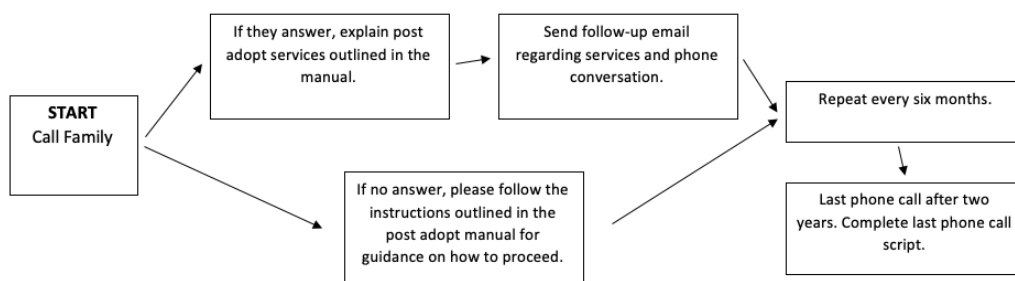 START
Call Family
If they answer, explain post
adopt services outlined in the
manual.
Send follow-up email
regarding services and phone
conversation.
If no answer, please follow the
instructions outlined in the
post adopt manual for
guidance on how to proceed.
Repeat every six months.
Last phone call after two
years. Complete last phone call
script.